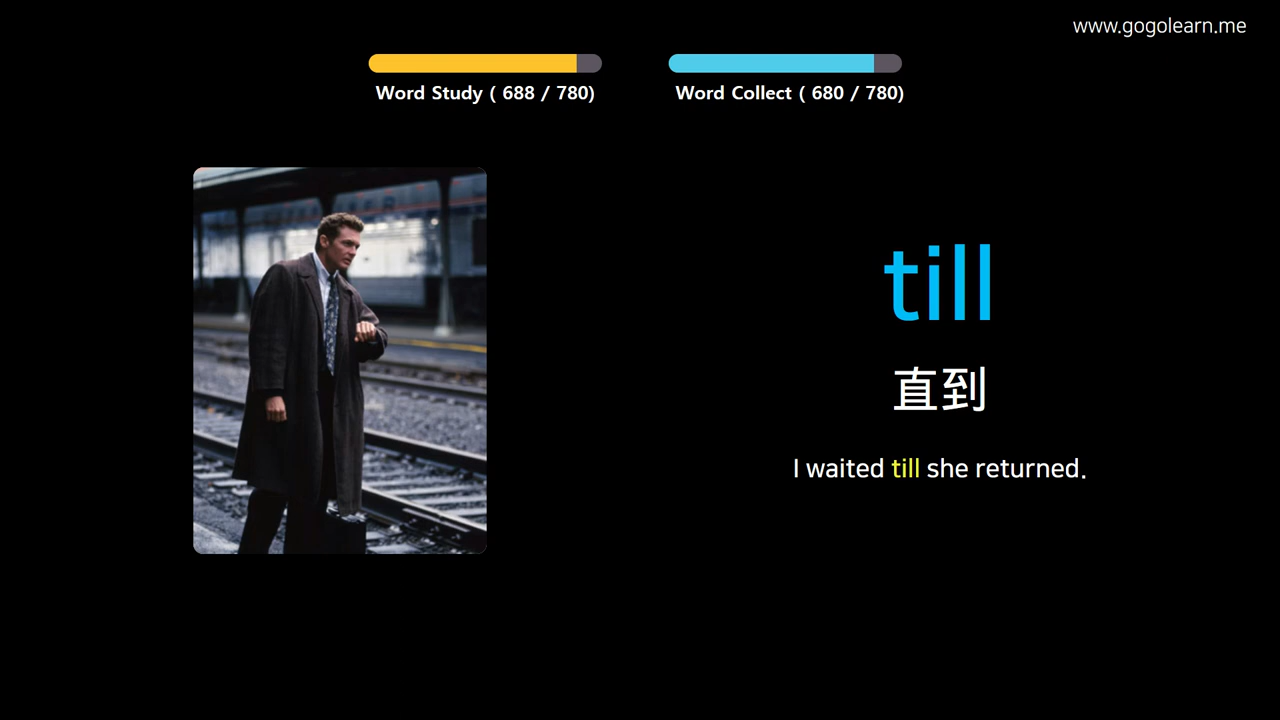 www.gogolearn.me
Word Study ( 688 / 780)
Word Collect ( 680 / 780)
till
直到
I waited till she returned.